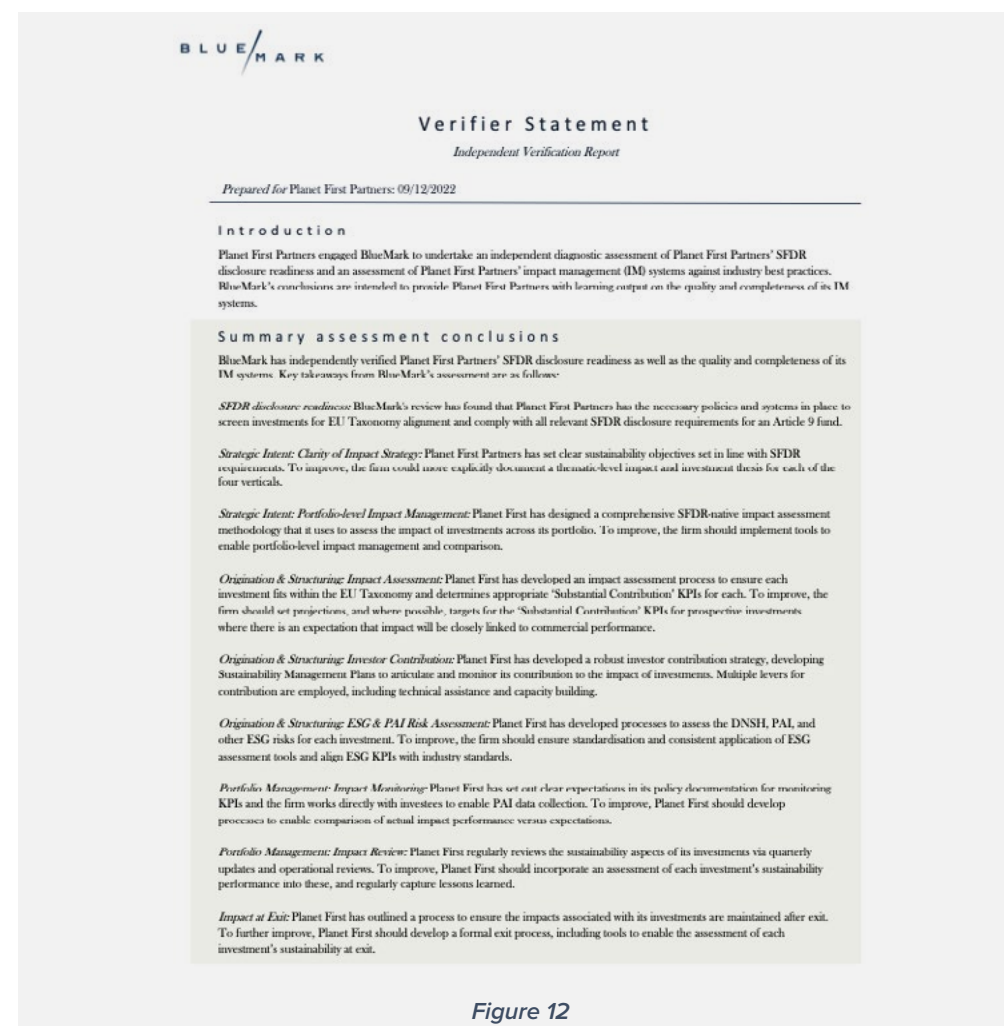 BLUE/MARK
Verifier Statement
Independent Verification Report
Prepared for Planet First Partners: 09/12/2022
Introduction
Planet First Partners engaged BlueMark to undertake an independent diagnostic assessment of Planet First Partners' SFDR
disclosure readiness and an assessment of Planet First Partners' impact management (IM) systems against industry best practices.
BlueMark's conclusions are intended to provide Planet First Partners with learning output on the quality and completeness of its IM
systems.
Summary assessment conclusions
BlueMark has independently verified Planet First Partners' SFDR disclosure readiness as well as the quality and completeness of its
IM systems. Key takeaways from BlueMark's assessment are as follows:
SFDR disclosure readiness: BlueMark's review has found that Planet First Partners has the necessary policies and systems in place to
screen investments for EU Taxonomy alignment and comply with all relevant SFDR disclosure requirements for an Article 9 fund.
Strategic Intent: Clarity of Impact Strategy: Planet First Partners has set clear sustainability objectives set in line with SFDR
requirements. To improve, the firm could more explicitly document a thematic-level impact and investment thesis for each of the
four verticals.
Strategic Intent: Portfolio-level Impact Management: Planet First has designed a comprehensive SFDR-native impact assessment
methodology that it uses to assess the impact of investments across its portfolio. To improve, the firm should implement tools to
enable portfolio-level impact management and comparison.
Origination & Structuring: Impact Assessment: Planet First has developed an impact assessment process to ensure each
investment fits within the EU Taxonomy and determines appropriate 'Substantial Contribution' KPIs for each. To improve, the
firm should set projections, and where possible, targets for the 'Substantial Contribution' KPIs for prospective investments
where there is an expectation that impact will be closely linked to commercial performance.
Origination & Structuring: Investor Contribution: Planet First has developed a robust investor contribution strategy, developing
Sustainability Management Plans to articulate and monitor its contribution to the impact of investments. Multiple levers for
contribution are employed, including technical assistance and capacity building.
Origination & Structuring: ESG & PAI Risk Assessment: Planet First has developed processes to assess the DNSH, PAI, and
other ESG risks for each investment. To improve, the firm should ensure standardisation and consistent application of ESG
assessment tools and align ESG KPIs with industry standards.
Portfolio Management: Impact Monitoring: Planet First has set out clear expectations in its policy documentation for monitoring
KPIs and the firm works directly with investees to enable PAI data collection. To improve, Planet First should develop
processes to enable comparison of actual impact performance versus expectations.
Portfolio Management: Impact Review: Planet First regularly reviews the sustainability aspects of its investments via quarterly
updates and operational reviews. To improve, Planet First should incorporate an assessment of each investment's sustainability
performance into these, and regularly capture lessons learned.
Impact at Exit: Planet First has outlined a process to ensure the impacts associated with its investments are maintained after exit.
To further improve, Planet First should develop a formal exit process, including tools to enable the assessment of each
investment's sustainability at exit.
Figure 12